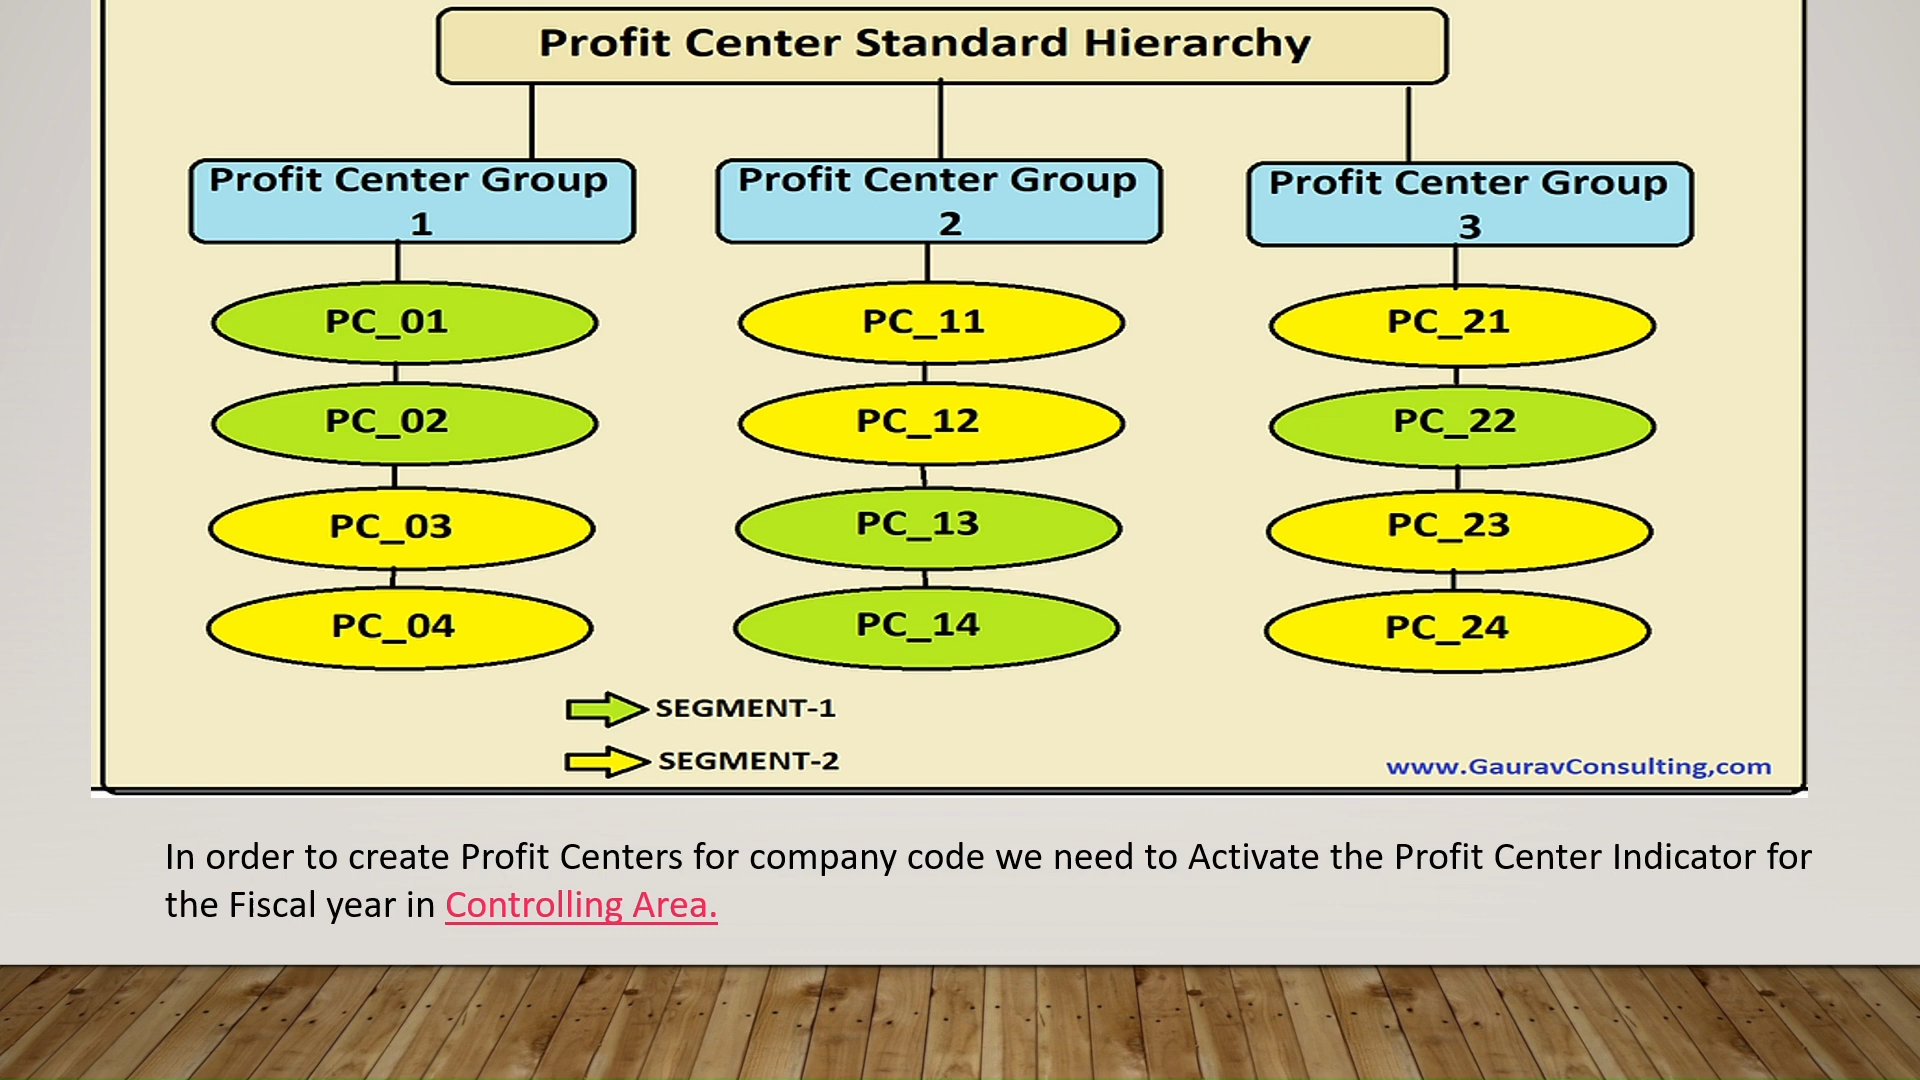 Profit Center Standard Hierarchy
Profit Center Group
1
Profit Center Group
2
Profit Center Group
3
PC_01
PC_02
PC_03
PC_04
PC_11
PC_12
PC_13
PC_14
PC_21
PC_22
PC_23
PC_24
SEGMENT-1
SEGMENT-2
www.GauravConsulting,com
In order to create Profit Centers for company code we need to Activate the Profit Center Indicator for
the Fiscal year in Controlling Area.